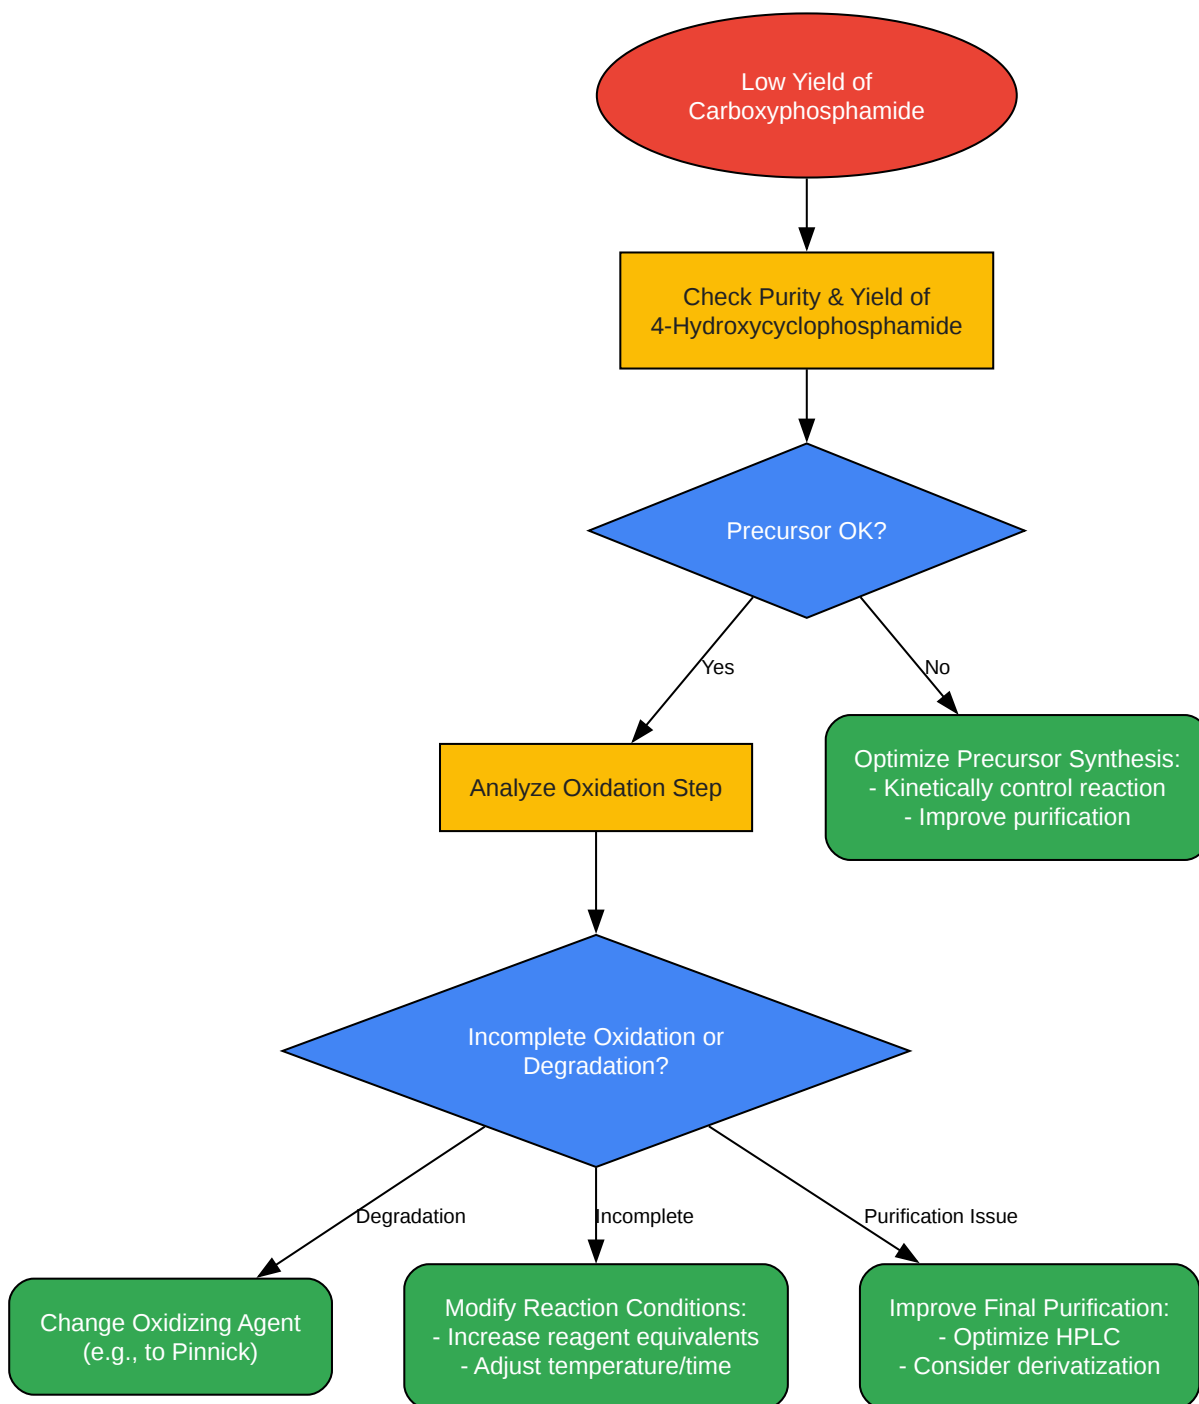 Low Yield of
Carboxyphosphamide
Check Purity & Yield of
4-Hydroxycyclophosphamide
Precursor OK?
Yes
No
Optimize Precursor Synthesis:
- Kinetically control reaction
- Improve purification
Analyze Oxidation Step
Incomplete Oxidation or
Degradation?
Degradation
Incomplete
Purification Issue
Change Oxidizing Agent
(e.g., to Pinnick)
Modify Reaction Conditions:
- Increase reagent equivalents
- Adjust temperature/time
Improve Final Purification:
- Optimize HPLC
- Consider derivatization